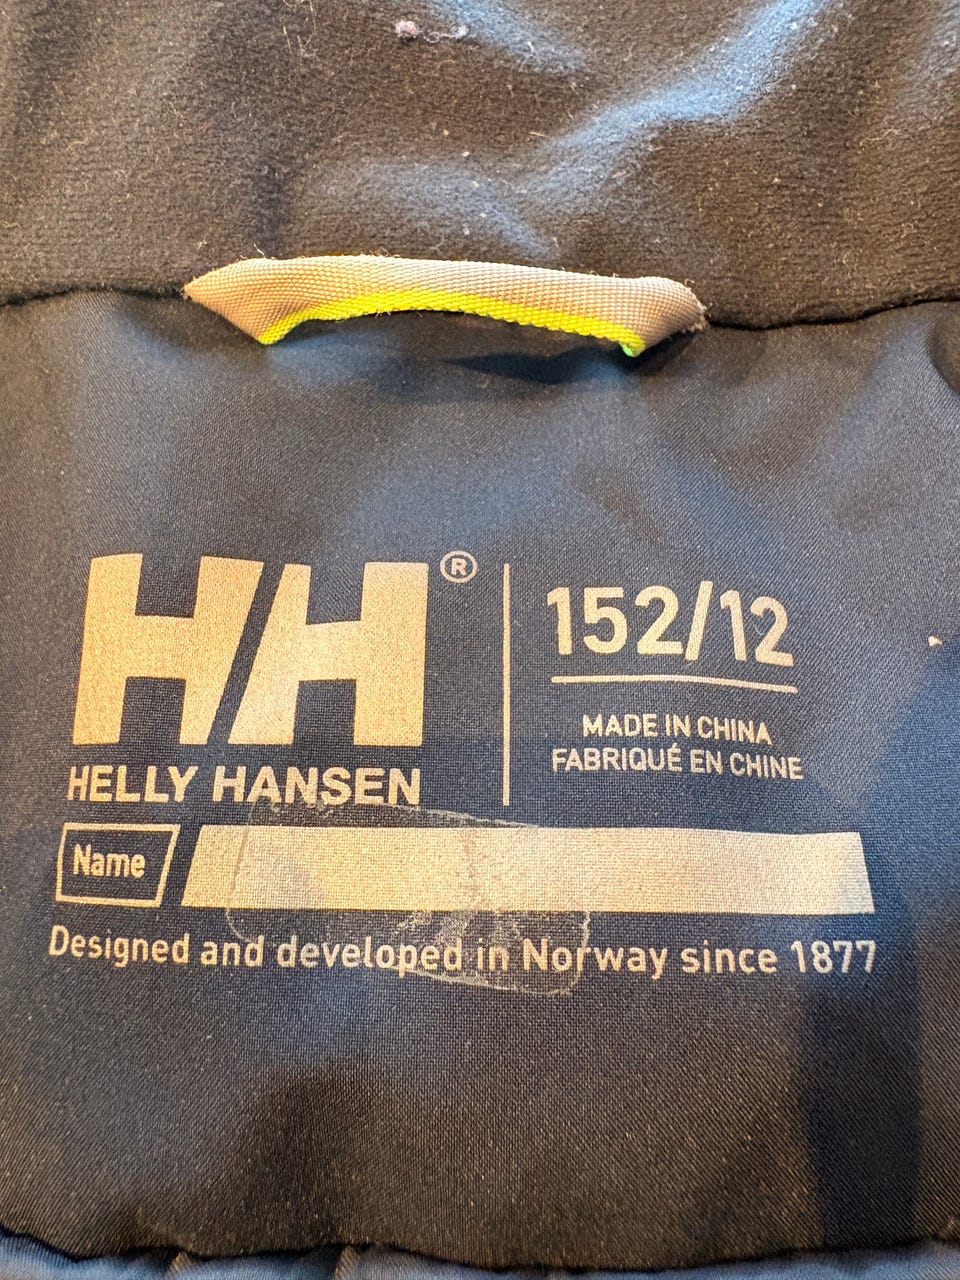 HH®
HELLY HANSEN
152/12
MADE IN CHINA
FABRIQUÉ EN CHINE
Name
Designed and developed in Norway since 1877